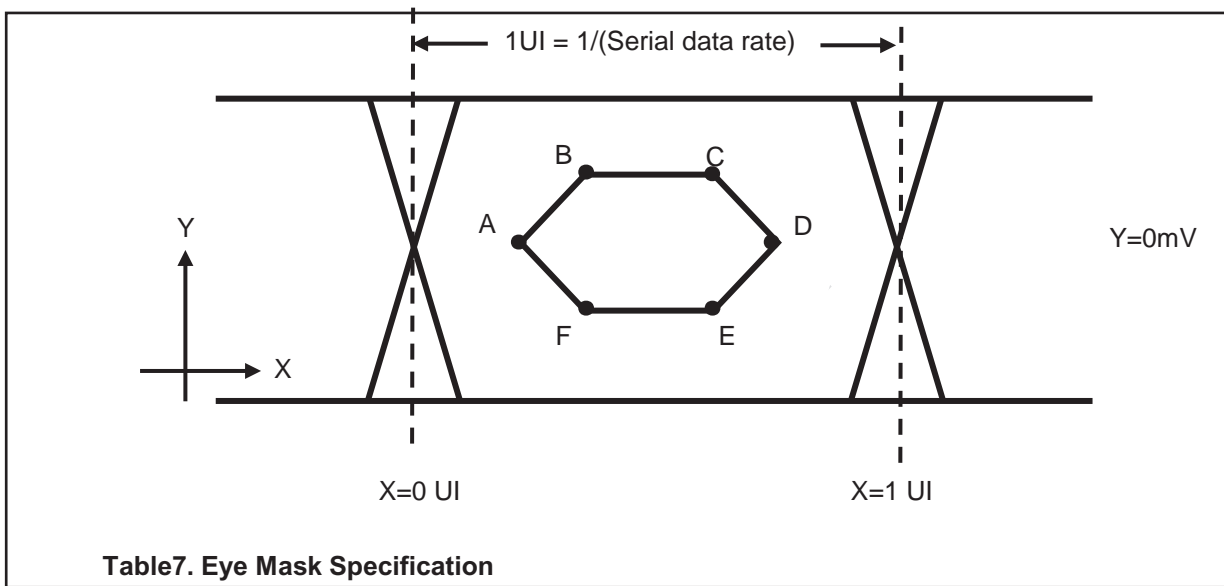 1UI = 1/(Serial data rate)
B
C
A
D
Y
Y=0mV
F
E
X
X=0 UI
X=1 UI
Table7. Eye Mask Specification